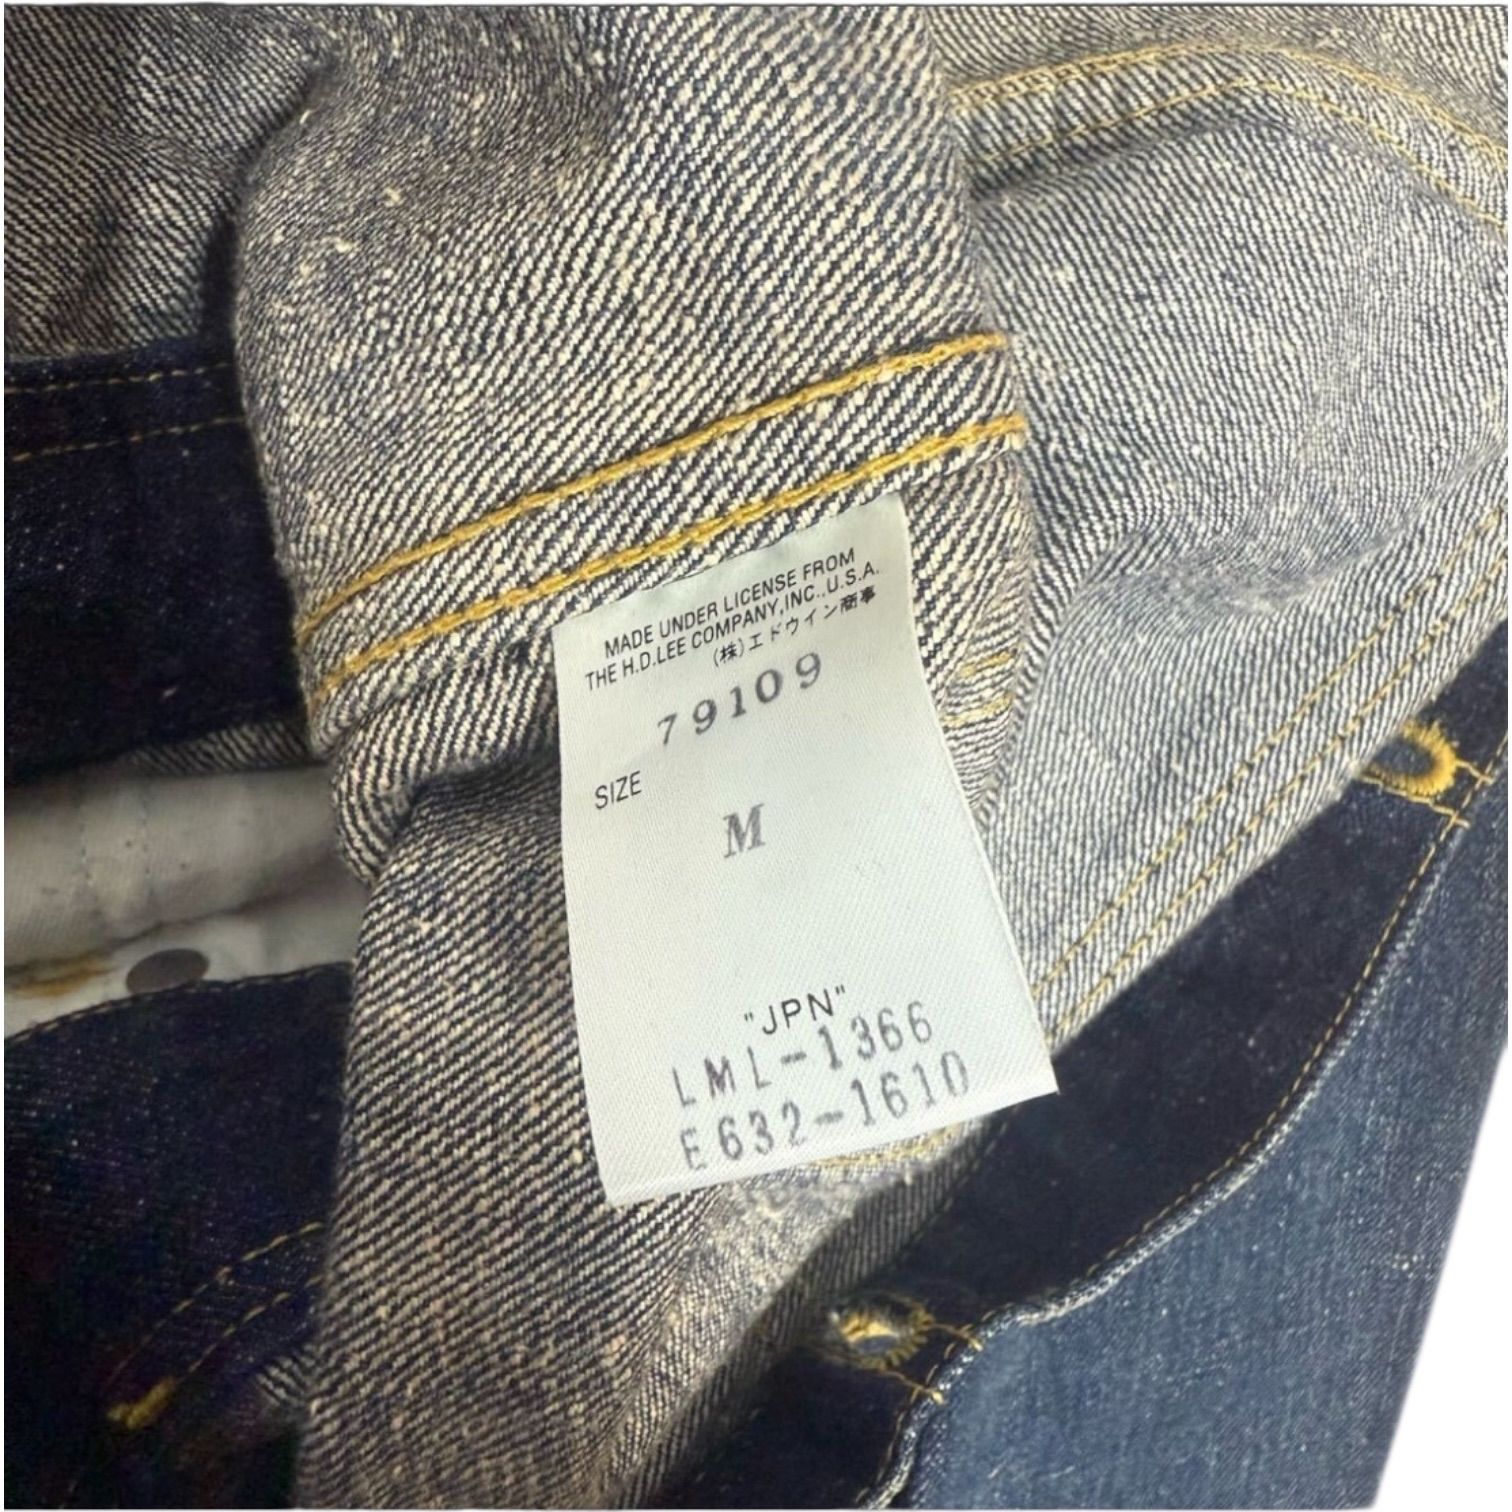 MADE UNDER LICENSE FROM
THE H.D.LEE COMPANY,INC.,U.S.A.
(株)エドウイン商事
79109
SIZE
M
"JPN"
LML-1366
E632-1610